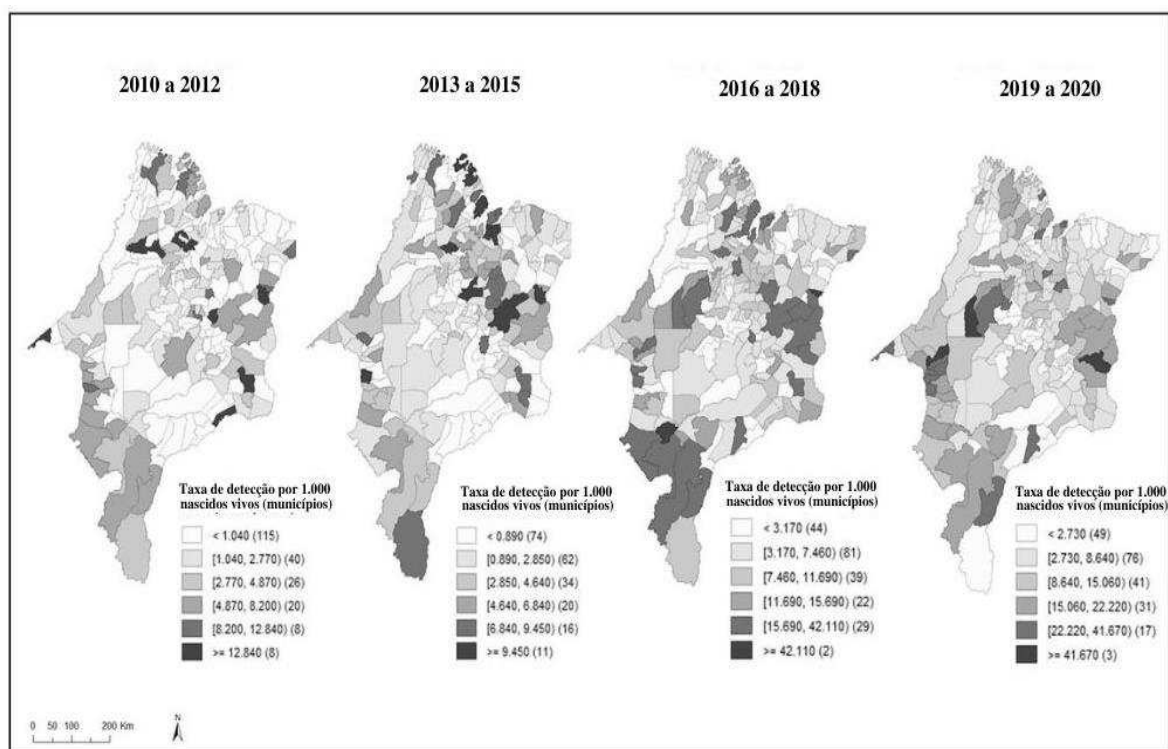 2010 a 2012
2013 a 2015
2016 a 2018
2019 a 2020
Taxa de detecção por 1.000
nascidos vivos (municípios)
< 1.040 (115)
[1.040, 2.770) (40)
[2.770, 4.870) (26)
[4.870, 8.200) (20)
[8.200, 12.840) (8)
>= 12.840 (8)
Taxa de detecção por 1.000
nascidos vivos (municípios)
< 0.890 (74)
[0.890, 2.850) (62)
[2.850, 4.640) (34)
[4.640, 6.840) (20)
[6.840, 9.450) (16)
>= 9.450 (11)
Taxa de detecção por 1.000
nascidos vivos (municípios)
< 3.170 (44)
[3.170, 7.460) (81)
[7.460, 11.690) (39)
[11.690, 15.690) (22)
[15.690, 42.110) (29)
>= 42.110 (2)
Taxa de detecção por 1.000
nascidos vivos (municípios)
< 2.730 (49)
[2.730, 8.640) (76)
[8.640, 15.060) (41)
[15.060, 22.220) (31)
[22.220, 41.670) (17)
>= 41.670 (3)
0 50 100 200 Km
N